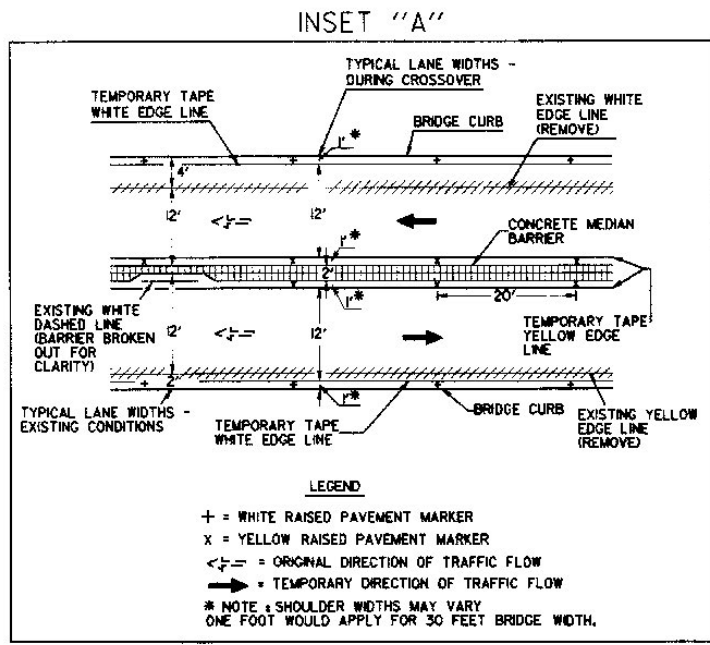 INSET "A"
TYPICAL LANE WIDTHS -
DURING CROSSOVER
TEMPORARY TAPE
WHITE EDGE LINE
1' *
BRIDGE CURB
EXISTING WHITE
EDGE LINE
(REMOVE)
4'
12'
12'
1' *
CONCRETE MEDIAN
BARRIER
2'
1' *
20'
EXISTING WHITE
DASHED LINE
(BARRIER BROKEN
OUT FOR
CLARITY)
12'
12'
TEMPORARY TAPE
YELLOW EDGE
LINE
2'
1' *
TYPICAL LANE WIDTHS -
EXISTING CONDITIONS
TEMPORARY TAPE
WHITE EDGE LINE
BRIDGE CURB
EXISTING YELLOW
EDGE LINE
(REMOVE)
LEGEND
+ = WHITE RAISED PAVEMENT MARKER
x = YELLOW RAISED PAVEMENT MARKER
= ORIGINAL DIRECTION OF TRAFFIC FLOW
= TEMPORARY DIRECTION OF TRAFFIC FLOW
* NOTE : SHOULDER WIDTHS MAY VARY
ONE FOOT WOULD APPLY FOR 30 FEET BRIDGE WIDTH.